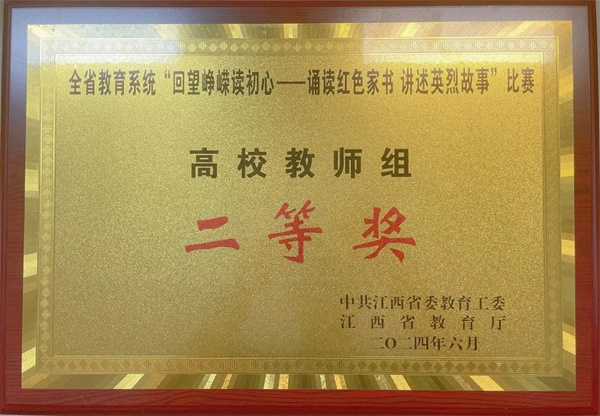 全省教育系统“回望峥嵘读初心——诵读红色家书 讲述英烈故事”比赛
高校教师组
二等奖
中共江西省委教育工委
江西省教育厅
二〇二四年六月